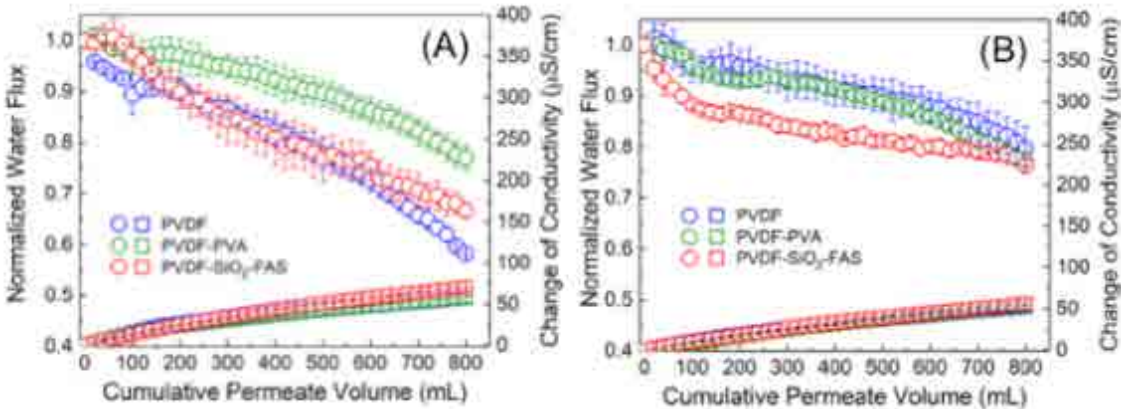 (A)
Normalized Water Flux
1.0
0.9
0.8
0.7
0.6
0.5
0.4
400
350
300
250
200
150
100
50
0
Change of Conductivity (μS/cm)
PVDF
PVDF-PVA
PVDF-SiO₂-FAS
0 100 200 300 400 500 600 700 800
Cumulative Permeate Volume (mL)
(B)
Normalized Water Flux
1.0
0.9
0.8
0.7
0.6
0.5
0.4
400
350
300
250
200
150
100
50
0
Change of Conductivity (μS/cm)
PVDF
PVDF-PVA
PVDF-SiO₂-FAS
0 100 200 300 400 500 600 700 800
Cumulative Permeate Volume (mL)